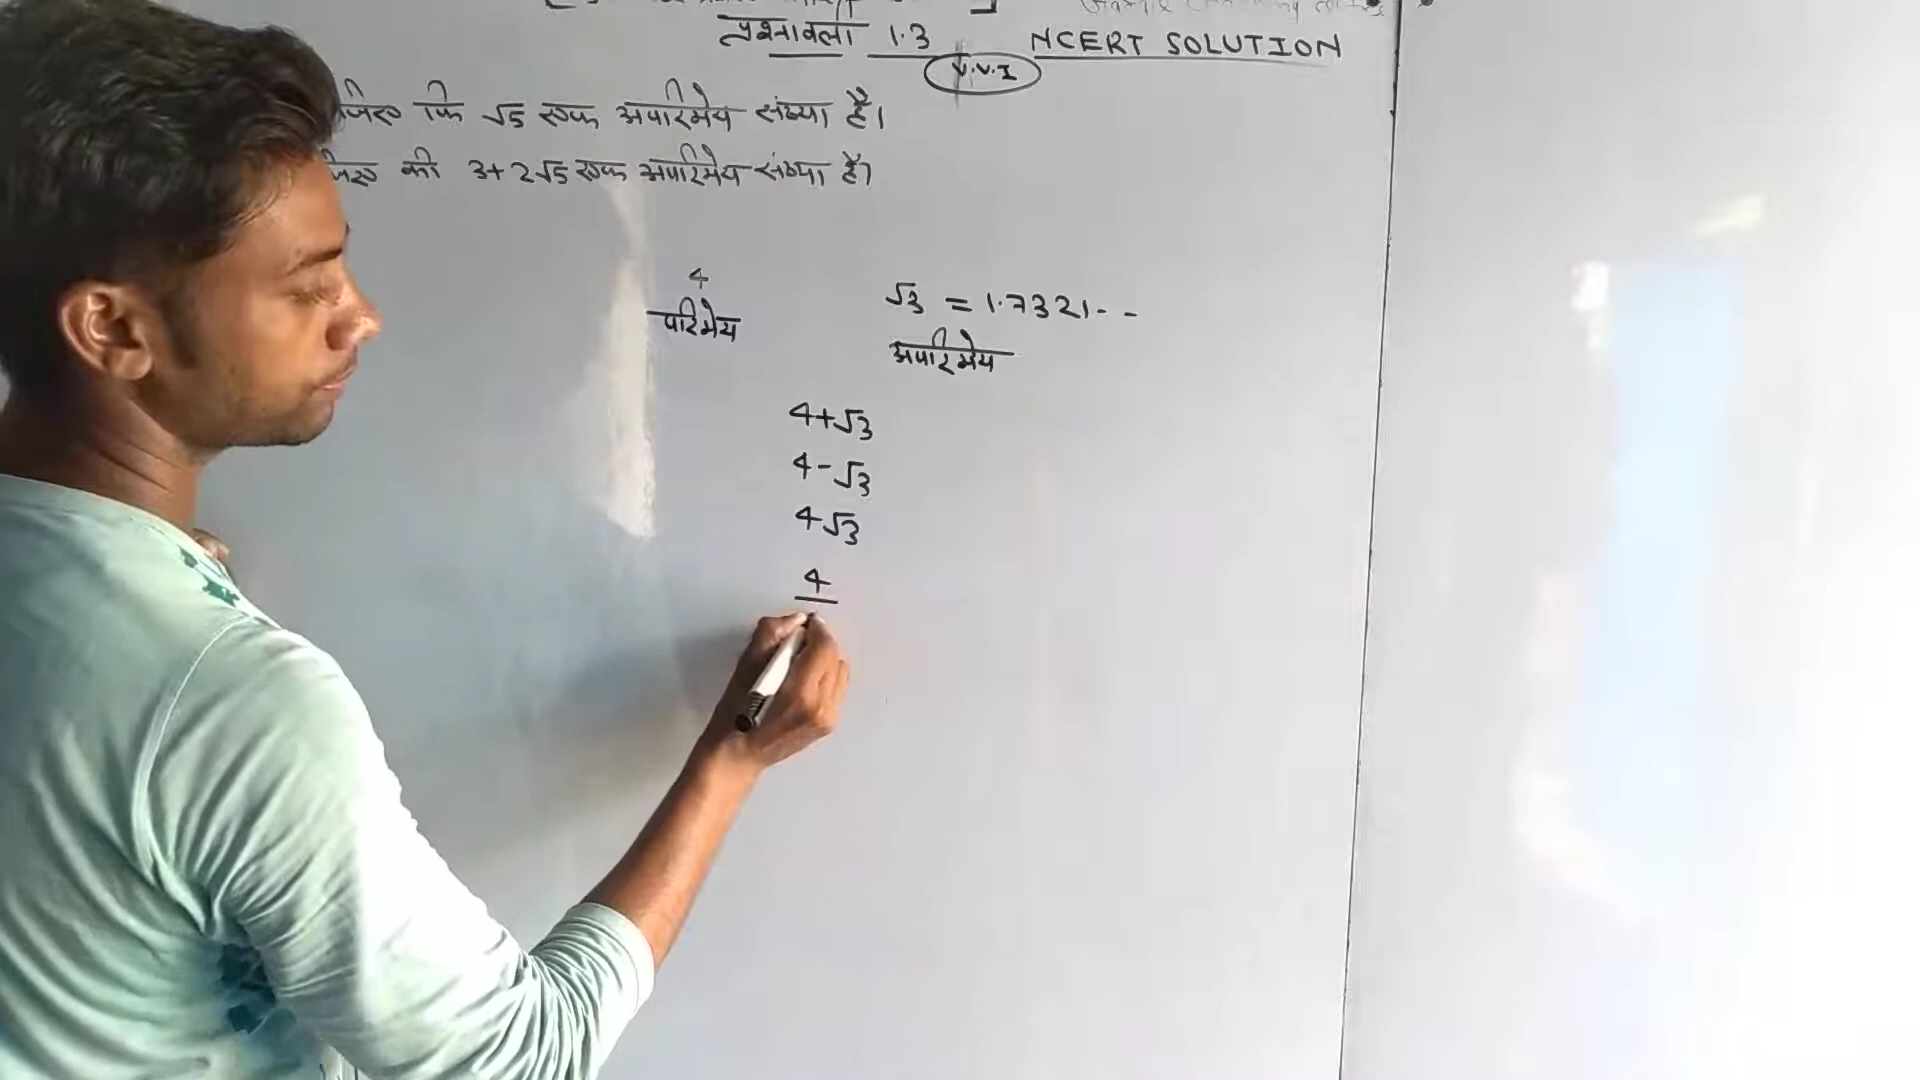 प्रश्नावली 1.3 NCERT SOLUTION
V.V.I
कि √5 एक अपरिमेय संख्या है।
की 3+2√5 एक अपरिमेय संख्या है।
4
परिमेय
√3 = 1.7321--
अपरिमेय
4+√3
4-√3
4√3
4